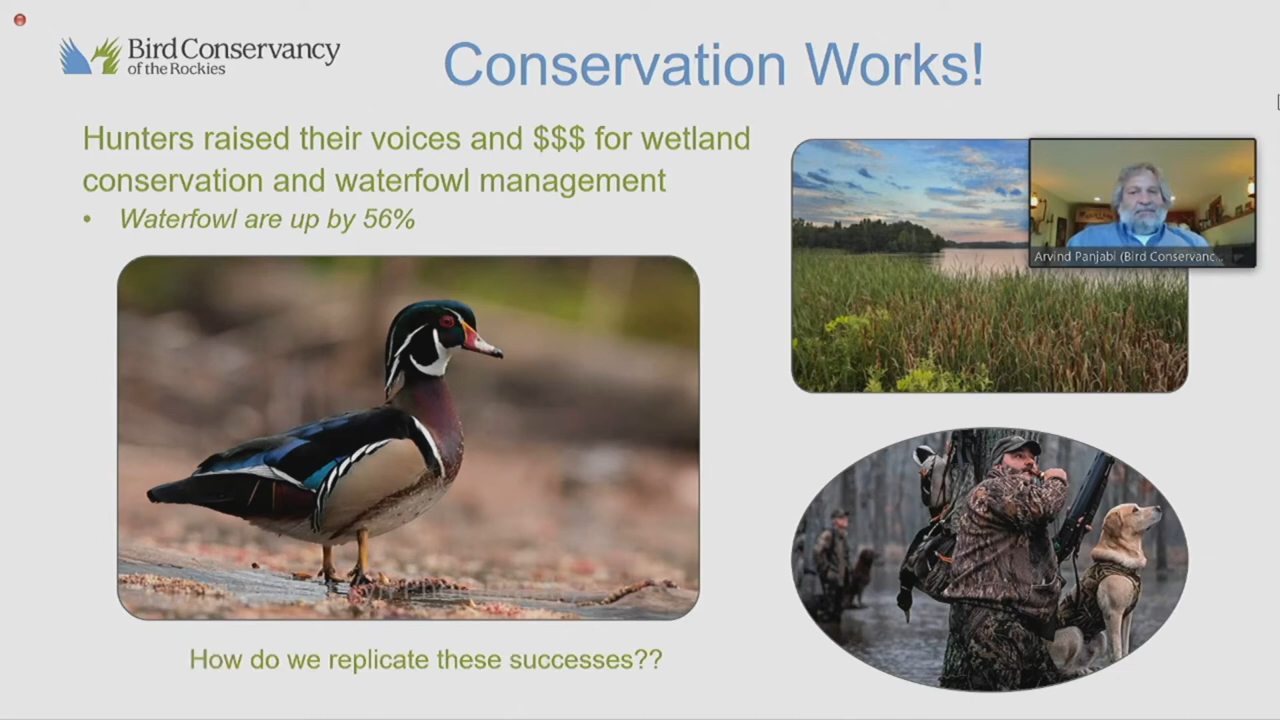 Bird Conservancy
of the Rockies
Conservation Works!
Hunters raised their voices and $$$ for wetland
conservation and waterfowl management
• Waterfowl are up by 56%
Arvind Panjabi (Bird Conservanc...
How do we replicate these successes??